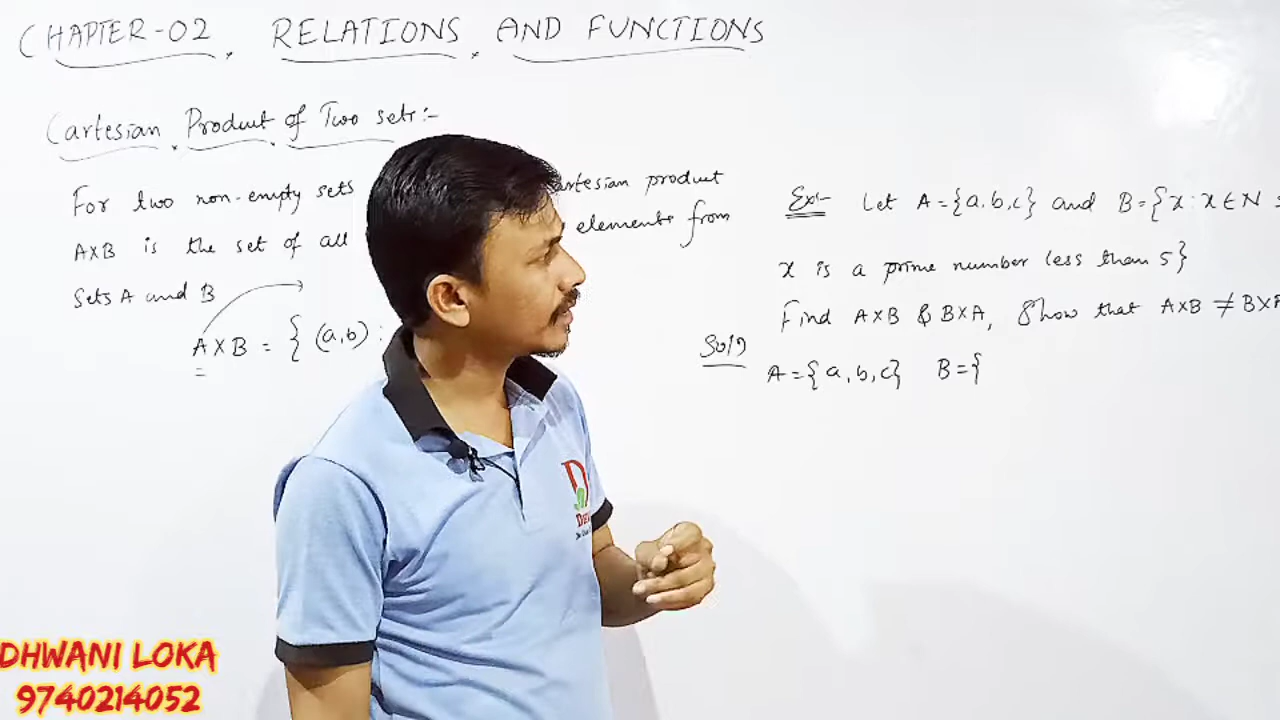 CHAPTER-02, RELATIONS AND FUNCTIONS
Cartesian Product of Two sets:-
For two non-empty sets cartesian product
A×B is the set of all elements from
Sets A and B
A×B = { (a,b) :
Ex:- Let A={a,b,c} and B={x : x∈N
x is a prime number less than 5}
Find A×B & B×A, Show that A×B ≠ B×
Soln
A={a,b,c} B={
D
DHWANI LOKA
9740214052